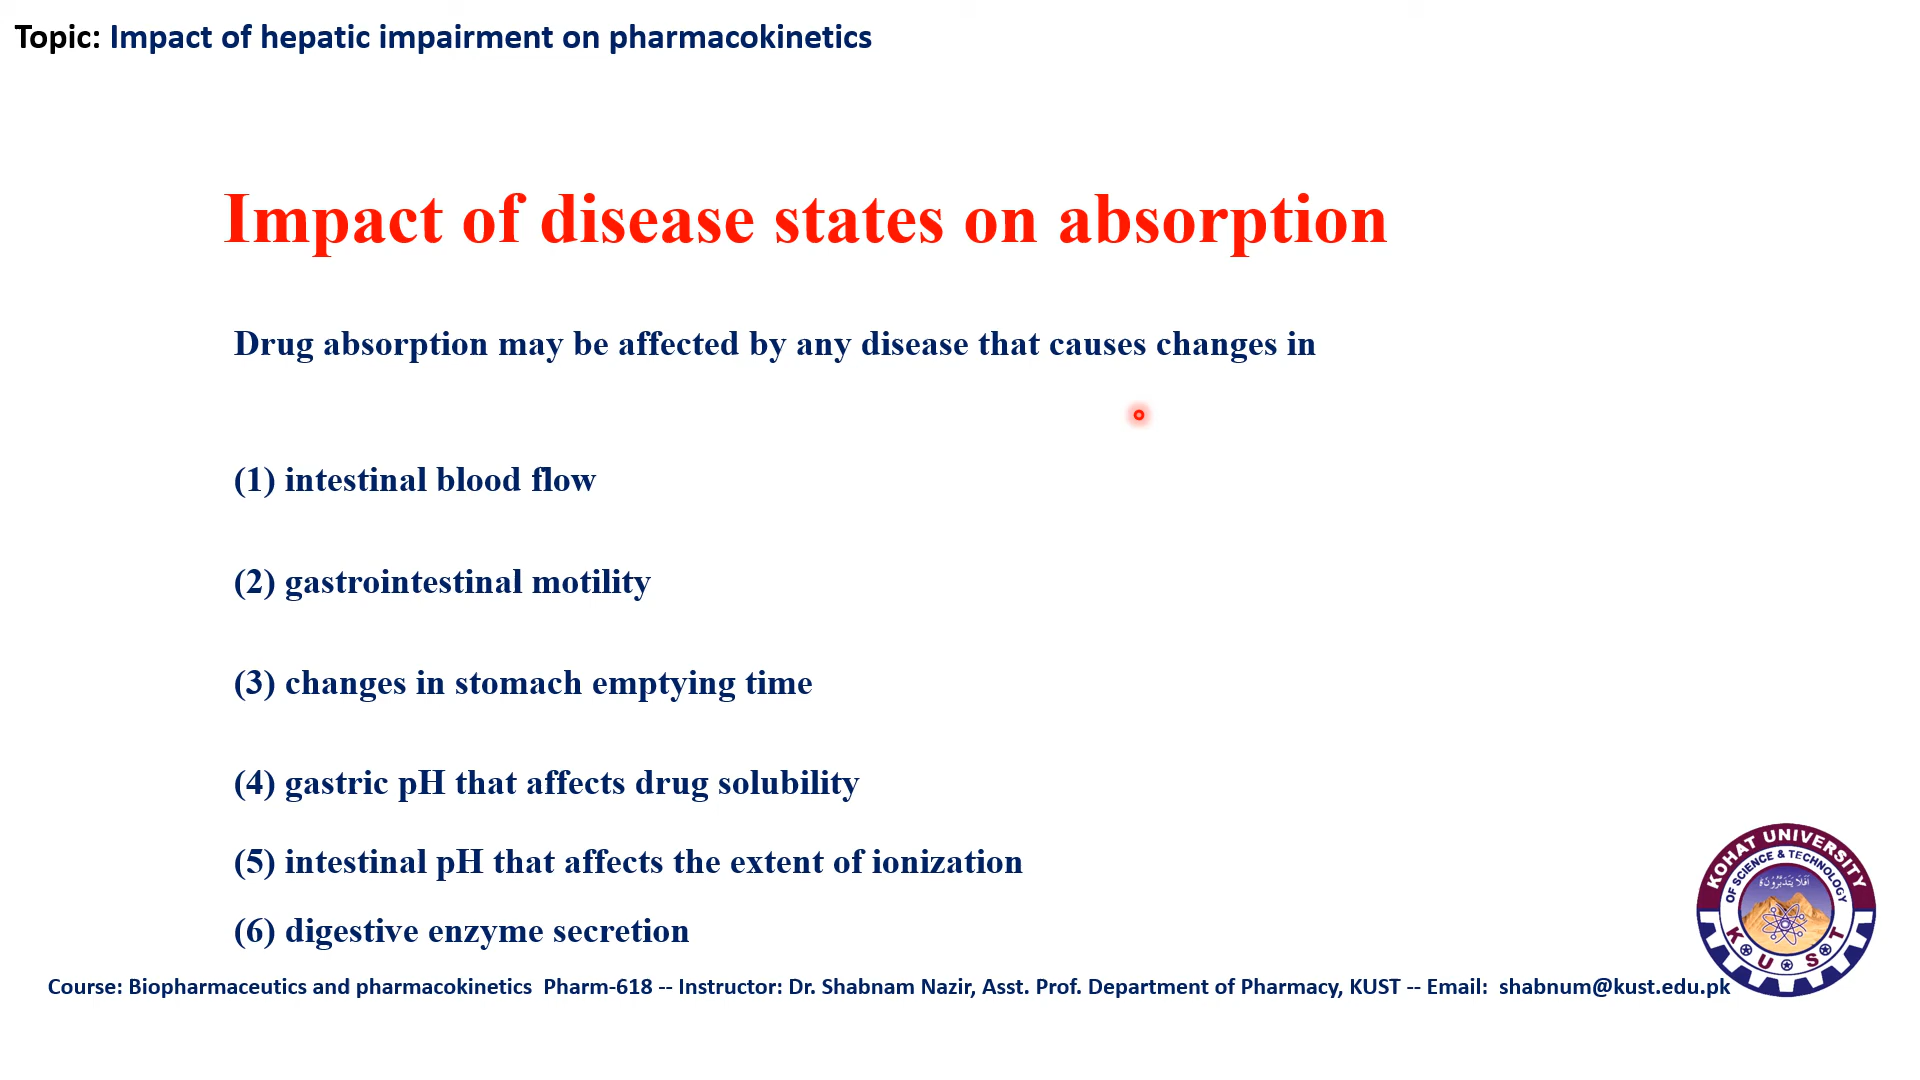 Topic: Impact of hepatic impairment on pharmacokinetics
Impact of disease states on absorption
Drug absorption may be affected by any disease that causes changes in
(1) intestinal blood flow
(2) gastrointestinal motility
(3) changes in stomach emptying time
(4) gastric pH that affects drug solubility
(5) intestinal pH that affects the extent of ionization
(6) digestive enzyme secretion
Course: Biopharmaceutics and pharmacokinetics Pharm-618 -- Instructor: Dr. Shabnam Nazir, Asst. Prof. Department of Pharmacy, KUST -- Email: shabnum@kust.edu.pk
KOHAT UNIVERSITY
OF SCIENCE & TECHNOLOGY
أفلا يتدبرون
K U S T